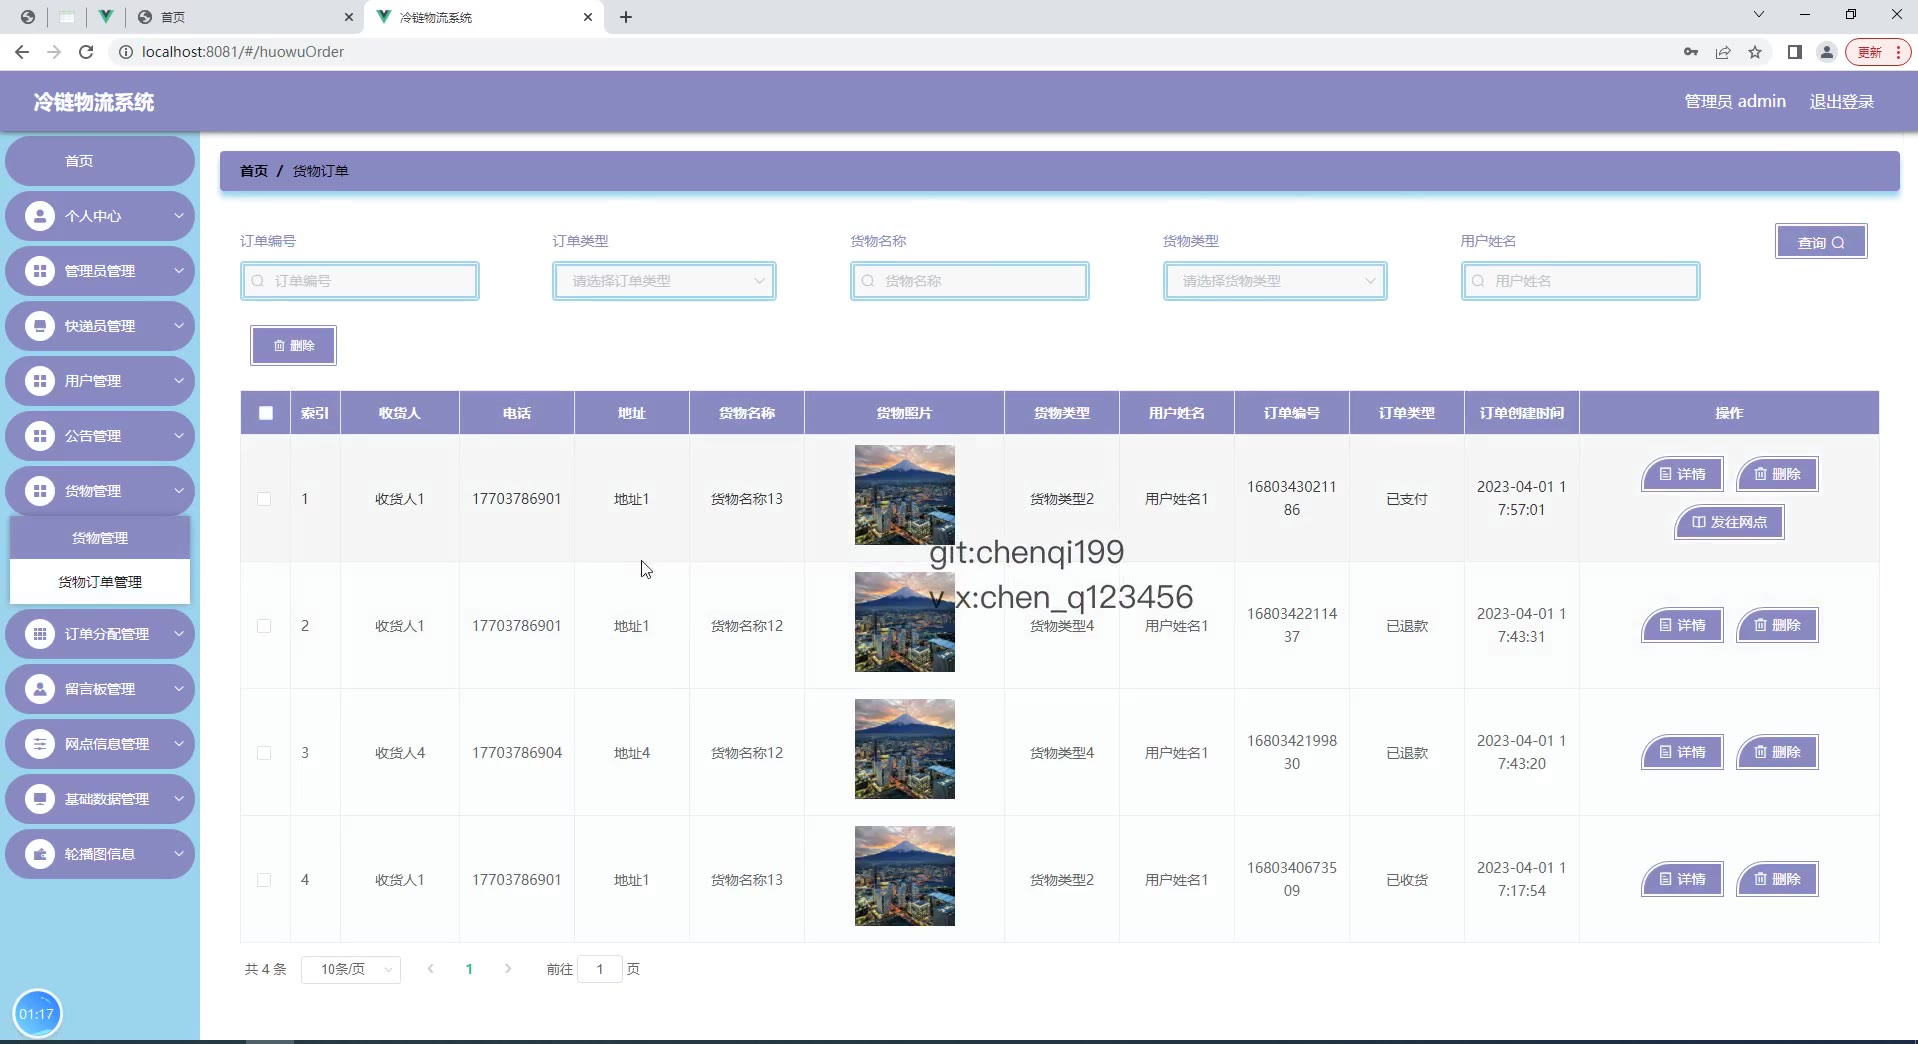 首页
冷链物流系统
localhost:8081/#/huowuOrder
更新
冷链物流系统
管理员 admin
退出登录
首页
个人中心
管理员管理
快递员管理
用户管理
公告管理
货物管理
货物管理
货物订单管理
订单分配管理
留言板管理
网点信息管理
基础数据管理
轮播图信息
01:17
首页 / 货物订单
订单编号 订单类型 货物名称 货物类型 用户姓名
查询
订单编号 请选择订单类型 货物名称 请选择货物类型 用户姓名
删除
索引 收货人 电话 地址 货物名称 货物照片 货物类型 用户姓名 订单编号 订单类型 订单创建时间 操作
1 收货人1 17703786901 地址1 货物名称13 货物类型2 用户姓名1 16803430211
86 已支付 2023-04-01 1
7:57:01 详情 删除
发往网点
git:chenqi199
v x:chen_q123456
2 收货人1 17703786901 地址1 货物名称12 货物类型4 用户姓名1 16803422114
37 已退款 2023-04-01 1
7:43:31 详情 删除
3 收货人4 17703786904 地址4 货物名称12 货物类型4 用户姓名1 16803421998
30 已退款 2023-04-01 1
7:43:20 详情 删除
4 收货人1 17703786901 地址1 货物名称13 货物类型2 用户姓名1 16803406735
09 已收货 2023-04-01 1
7:17:54 详情 删除
共 4 条 10条/页 1 前往 1 页